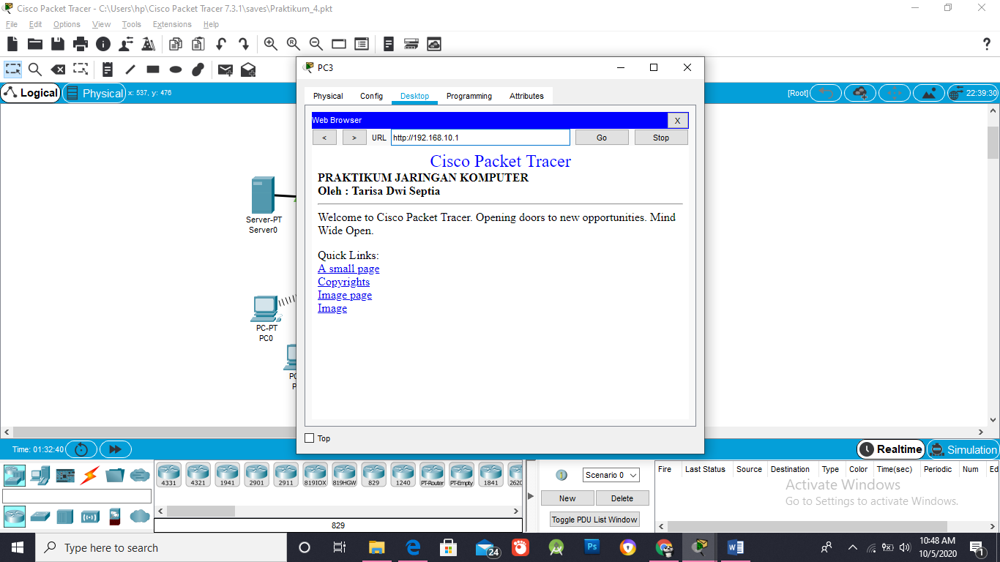 Cisco Packet Tracer - C:\Users\hp\Cisco Packet Tracer 7.3.1\saves\Praktikum_4.pkt
File Edit Options View Tools Extensions Help
?
Logical Physical x: 537, y: 476 [Root] 22:39:30
PC3
Physical Config Desktop Programming Attributes
Web Browser X
< > URL http://192.168.10.1 Go Stop
Cisco Packet Tracer
PRAKTIKUM JARINGAN KOMPUTER
Oleh : Tarisa Dwi Septia
Welcome to Cisco Packet Tracer. Opening doors to new opportunities. Mind
Wide Open.
Quick Links:
A small page
Copyrights
Image page
Image
Top
Server-PT
Server0
PC-PT
PC0
PC
P
Time: 01:32:40 Realtime Simulation
4331 4321 1941 2901 2911 819IOX 819HGW 829 1240 PT-Router PT-Empty 1841 2620
829
Scenario 0
New Delete
Toggle PDU List Window
Fire Last Status Source Destination Type Color Time(sec) Periodic Num Ed
Activate Windows
Go to Settings to activate Windows.
Type here to search
24
Ps
10:48 AM
10/5/2020
1